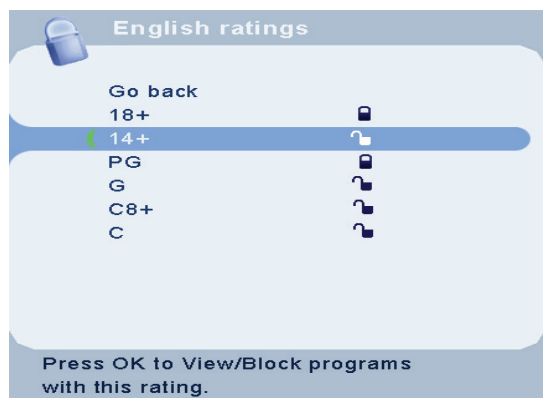 English ratings
Go back
18+
14+
PG
G
C8+
C
Press OK to View/Block programs
with this rating.